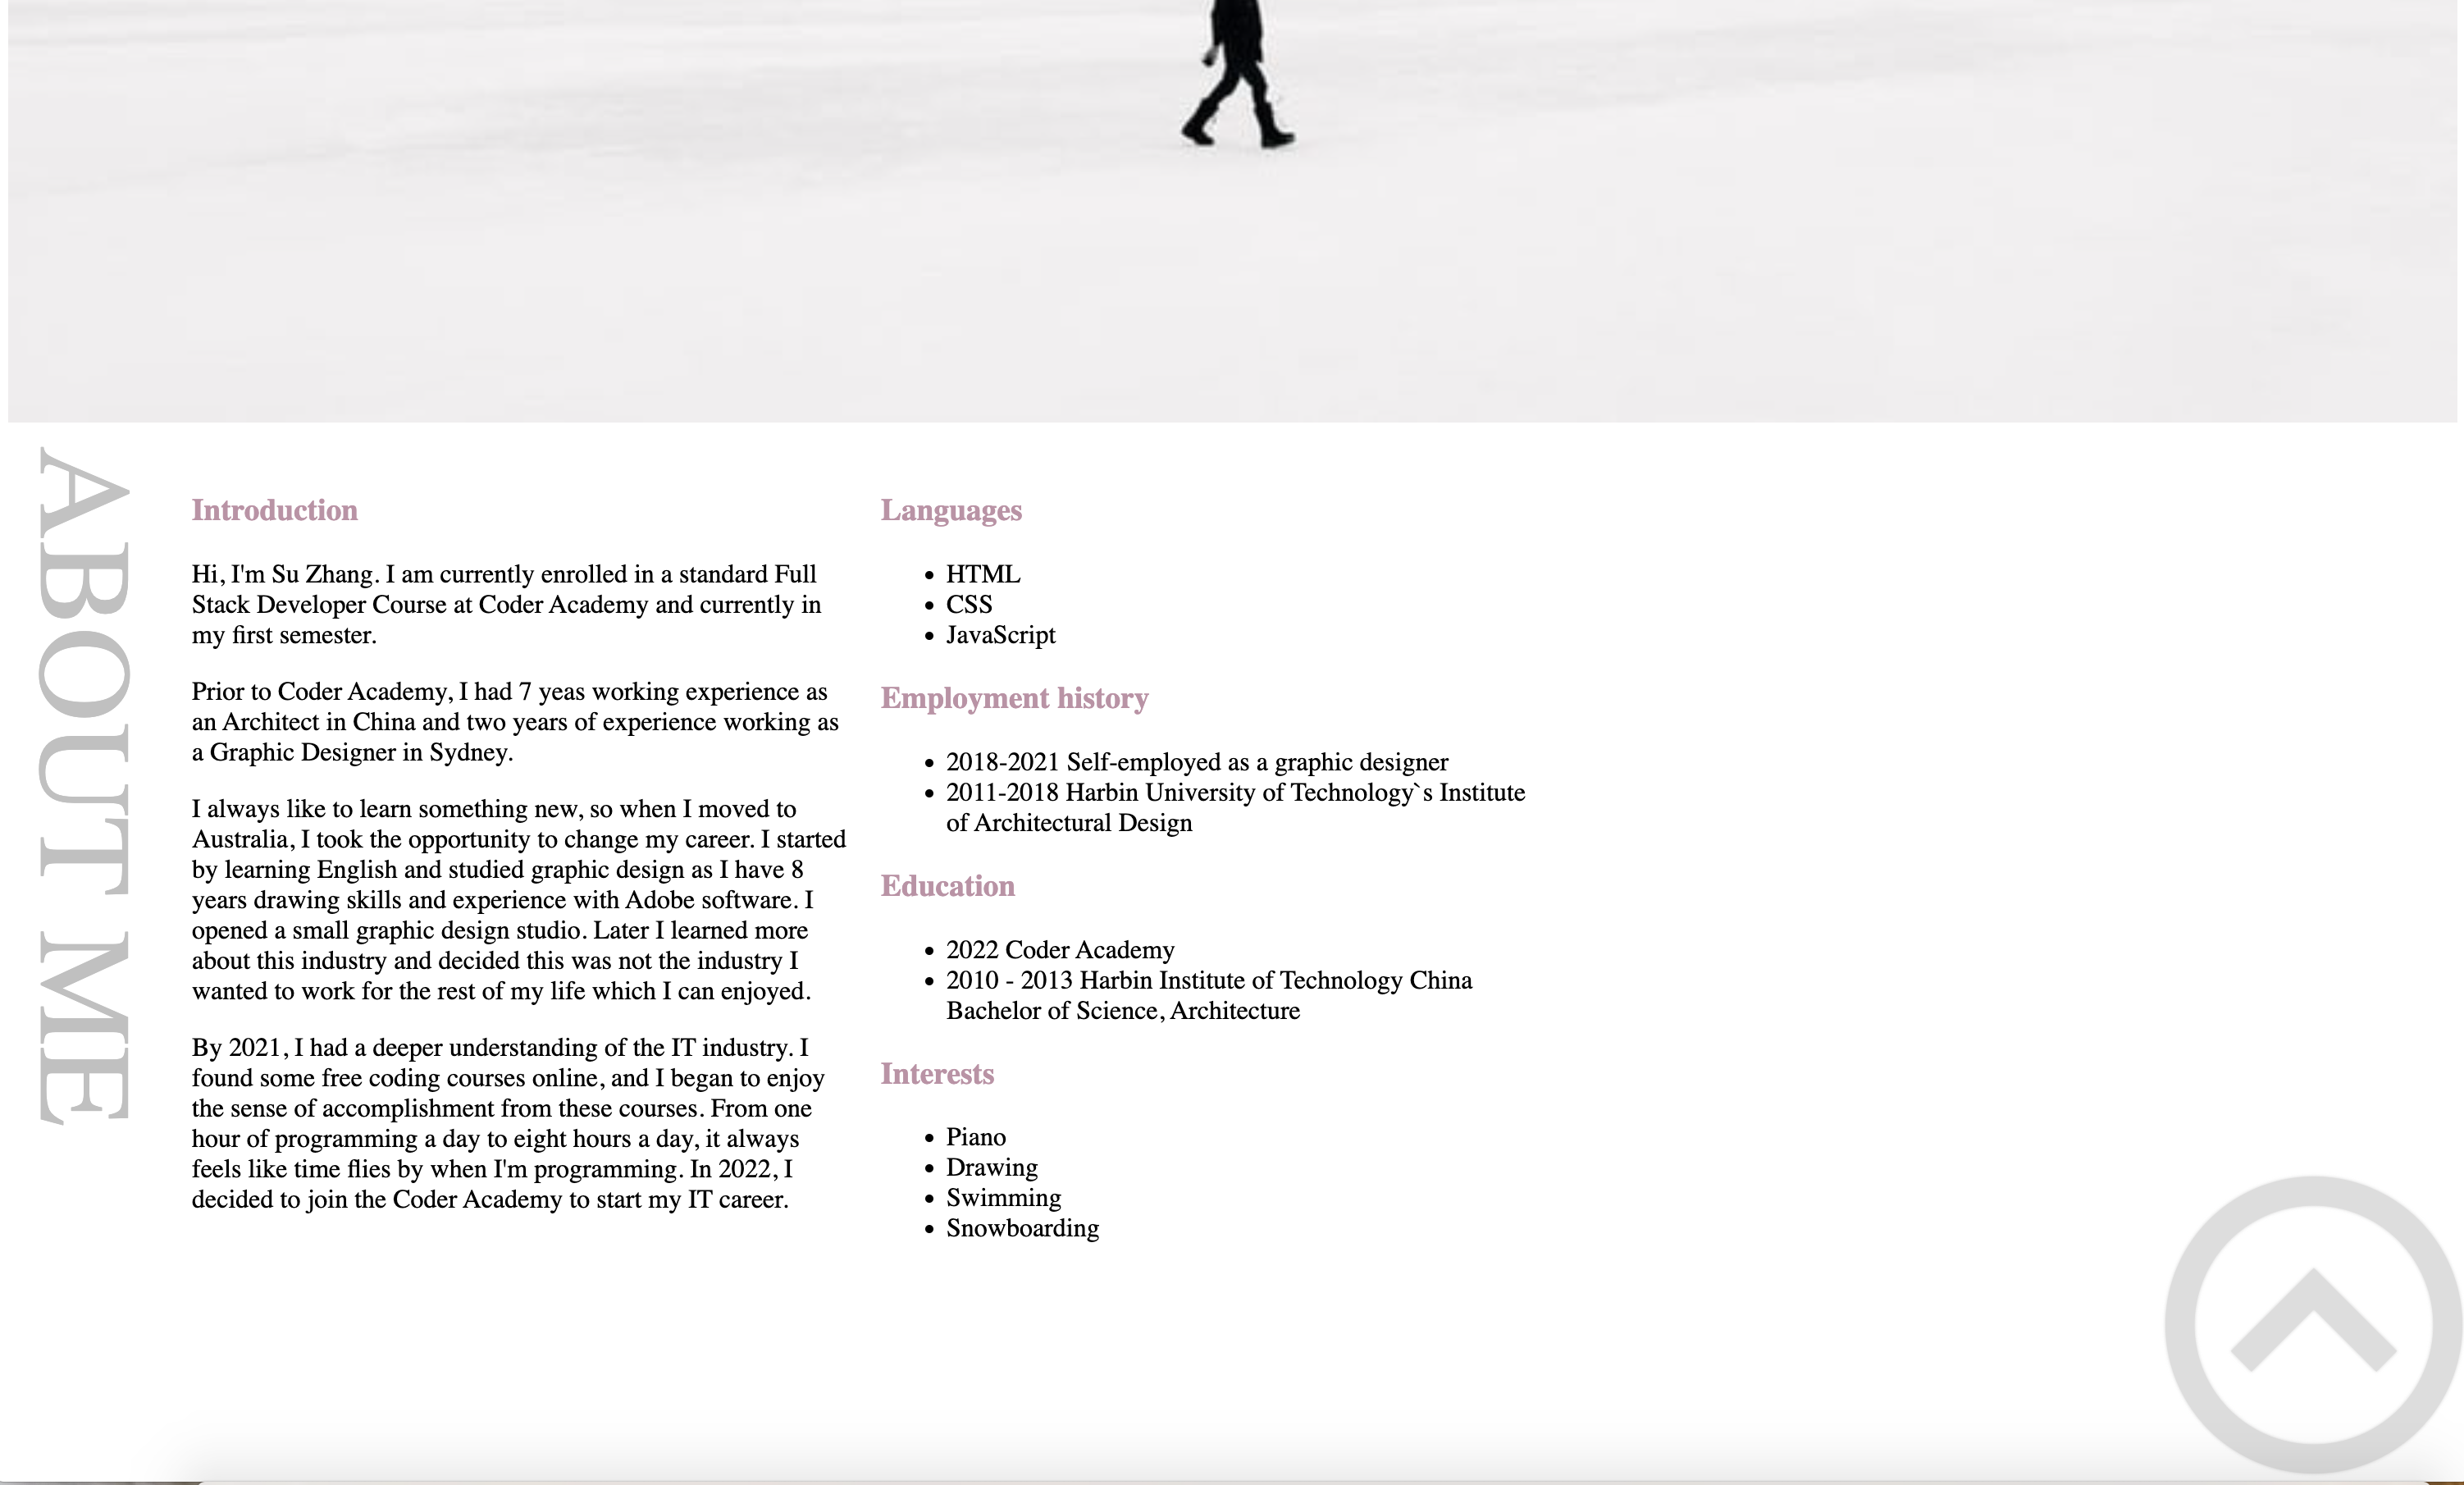 ABOUT ME
Introduction
Hi, I'm Su Zhang. I am currently enrolled in a standard Full
Stack Developer Course at Coder Academy and currently in
my first semester.
Prior to Coder Academy, I had 7 yeas working experience as
an Architect in China and two years of experience working as
a Graphic Designer in Sydney.
I always like to learn something new, so when I moved to
Australia, I took the opportunity to change my career. I started
by learning English and studied graphic design as I have 8
years drawing skills and experience with Adobe software. I
opened a small graphic design studio. Later I learned more
about this industry and decided this was not the industry I
wanted to work for the rest of my life which I can enjoyed.
By 2021, I had a deeper understanding of the IT industry. I
found some free coding courses online, and I began to enjoy
the sense of accomplishment from these courses. From one
hour of programming a day to eight hours a day, it always
feels like time flies by when I'm programming. In 2022, I
decided to join the Coder Academy to start my IT career.
Languages
• HTML
• CSS
• JavaScript
Employment history
• 2018-2021 Self-employed as a graphic designer
• 2011-2018 Harbin University of Technology`s Institute
of Architectural Design
Education
• 2022 Coder Academy
• 2010 - 2013 Harbin Institute of Technology China
Bachelor of Science, Architecture
Interests
• Piano
• Drawing
• Swimming
• Snowboarding